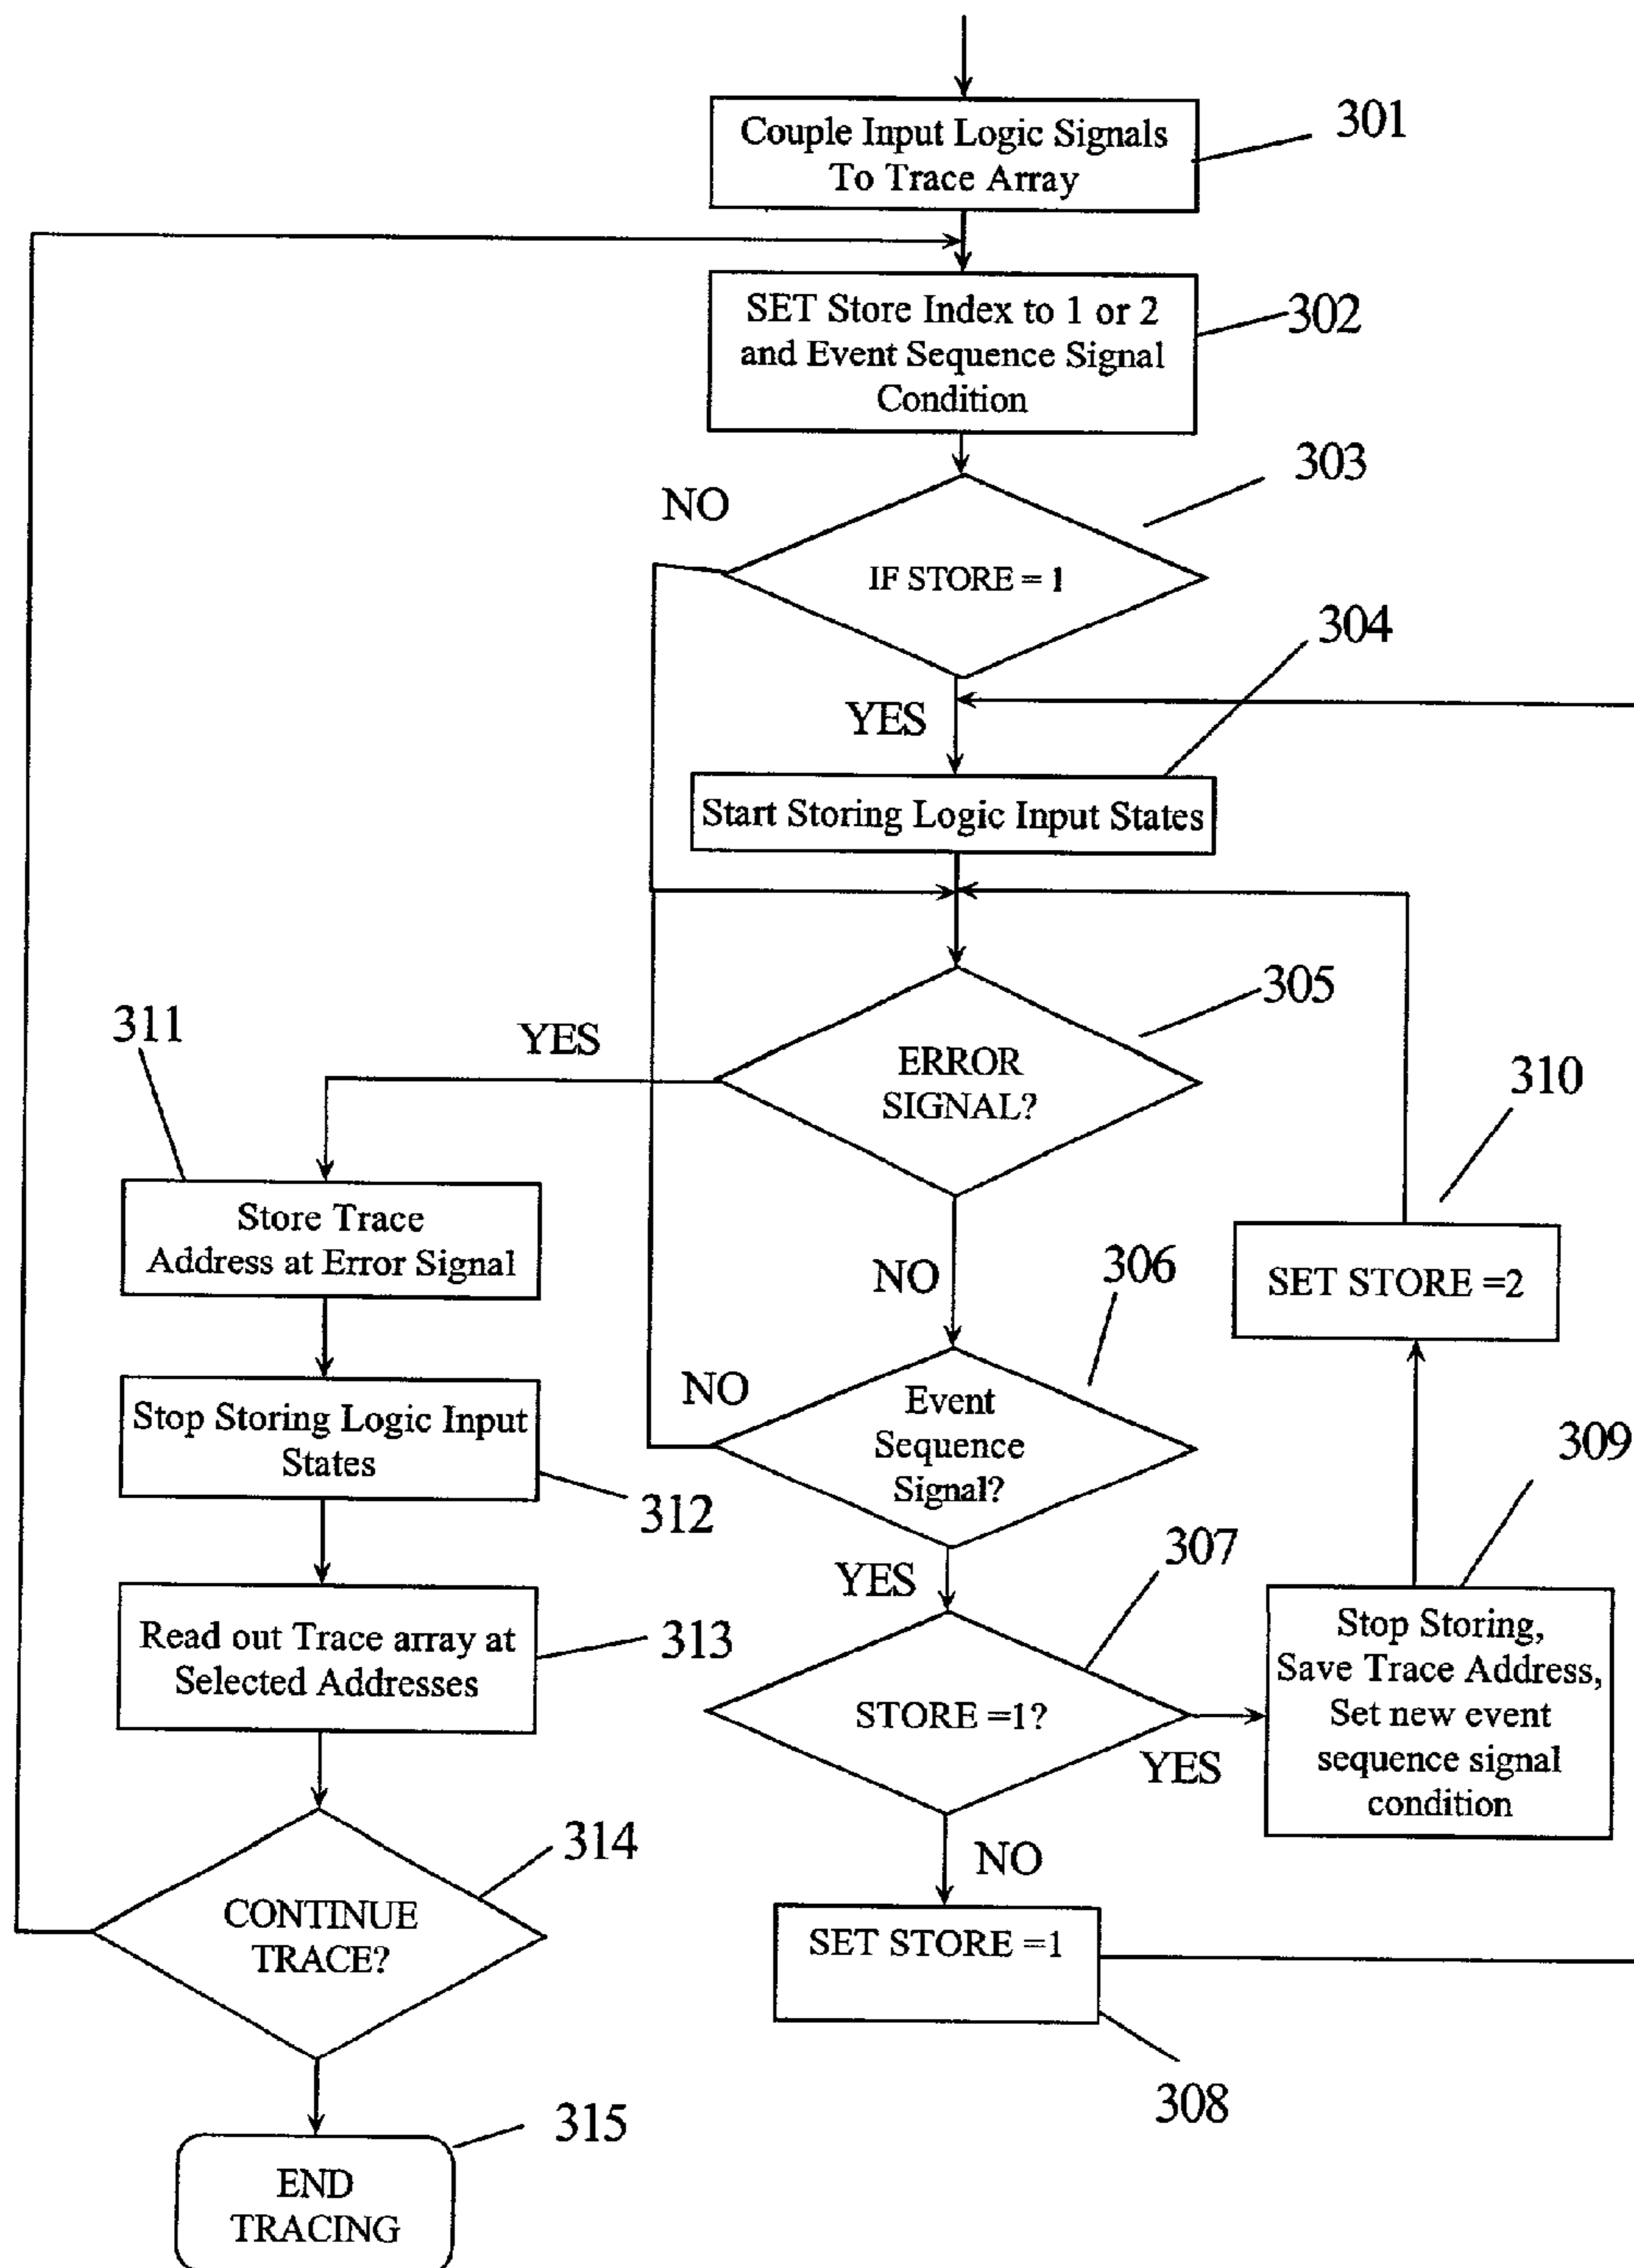 Couple Input Logic Signals
To Trace Array
301
SET Store Index to 1 or 2
and Event Sequence Signal
Condition
302
303
NO
IF STORE = 1
304
YES
Start Storing Logic Input States
305
YES
ERROR
SIGNAL?
311
310
Store Trace
Address at Error Signal
NO
306
SET STORE =2
NO
Event
Sequence
Signal?
Stop Storing Logic Input
States
309
312
307
YES
Read out Trace array at
Selected Addresses
313
STORE =1?
YES
Stop Storing,
Save Trace Address,
Set new event
sequence signal
condition
314
NO
CONTINUE
TRACE?
SET STORE =1
308
315
END
TRACING